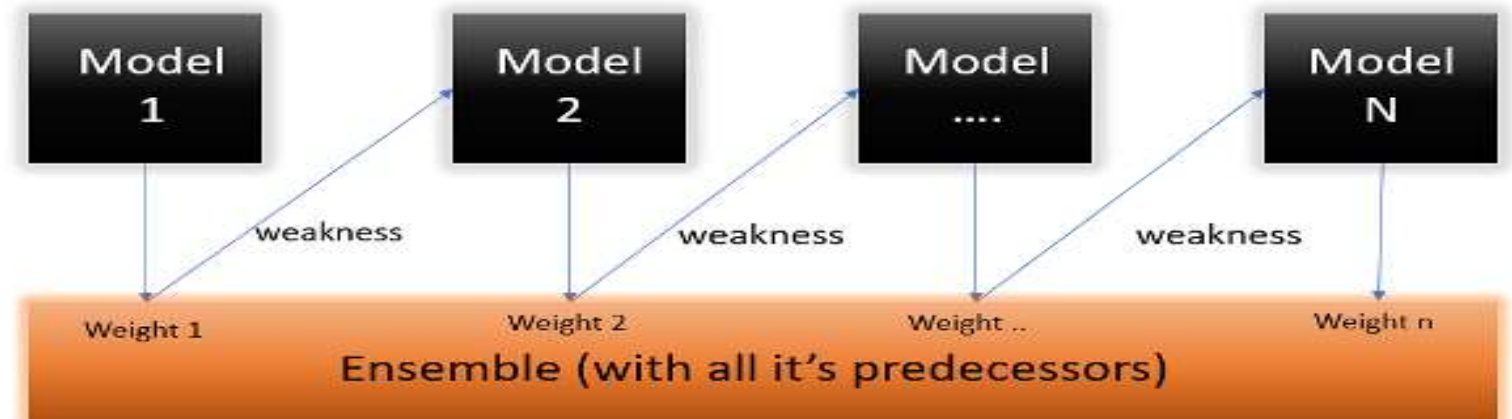 Model
1
Model
2
Model
....
Model
N
weakness
weakness
weakness
Weight 1
Weight 2
Weight ..
Weight n
Ensemble (with all it's predecessors)